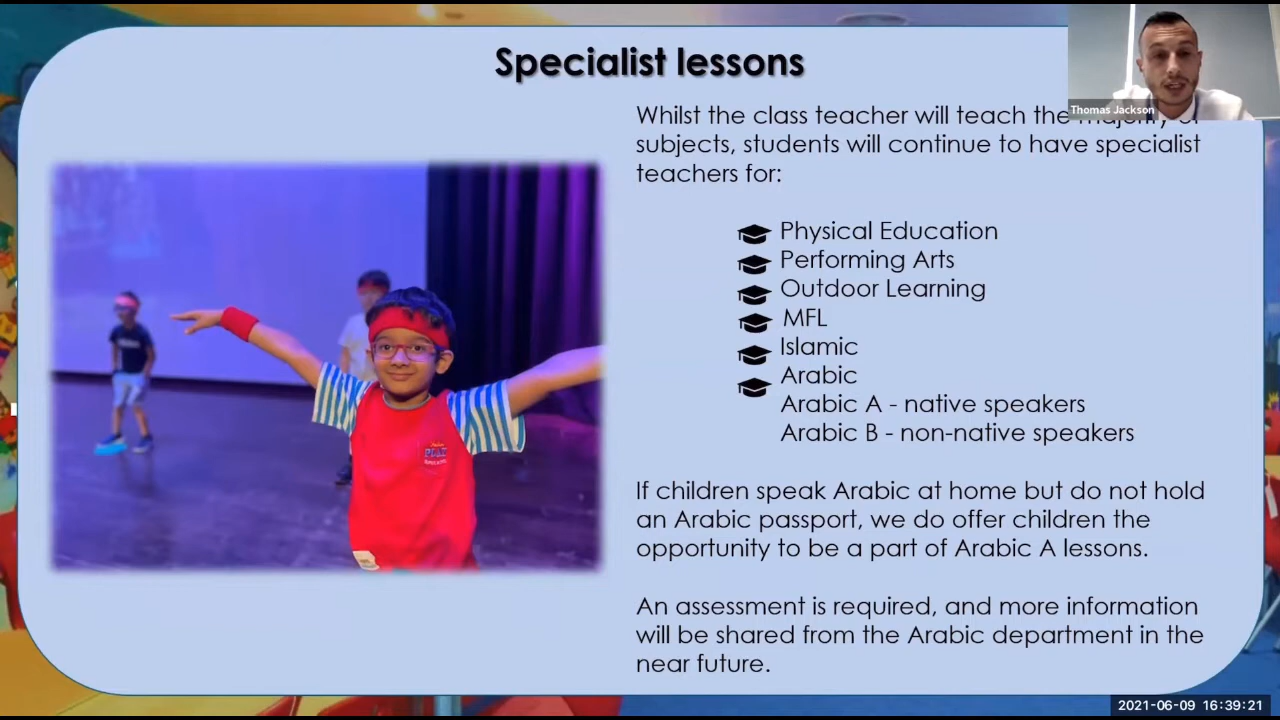 Specialist lessons
Thomas Jackson
Whilst the class teacher will teach the
subjects, students will continue to have specialist
teachers for:
Physical Education
Performing Arts
Outdoor Learning
MFL
Islamic
Arabic
Arabic A - native speakers
Arabic B - non-native speakers
If children speak Arabic at home but do not hold
an Arabic passport, we do offer children the
opportunity to be a part of Arabic A lessons.
An assessment is required, and more information
will be shared from the Arabic department in the
near future.
2021-06-09 16:39:21